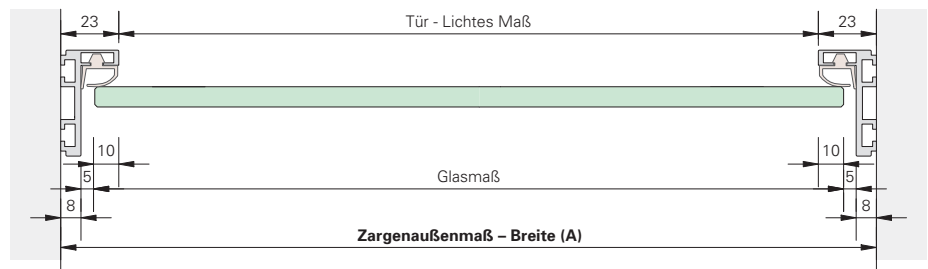 23 Tür - Lichtes Maß 23
10 10
5 Glasmaß 5
8 8
Zargenaußenmaß – Breite (A)